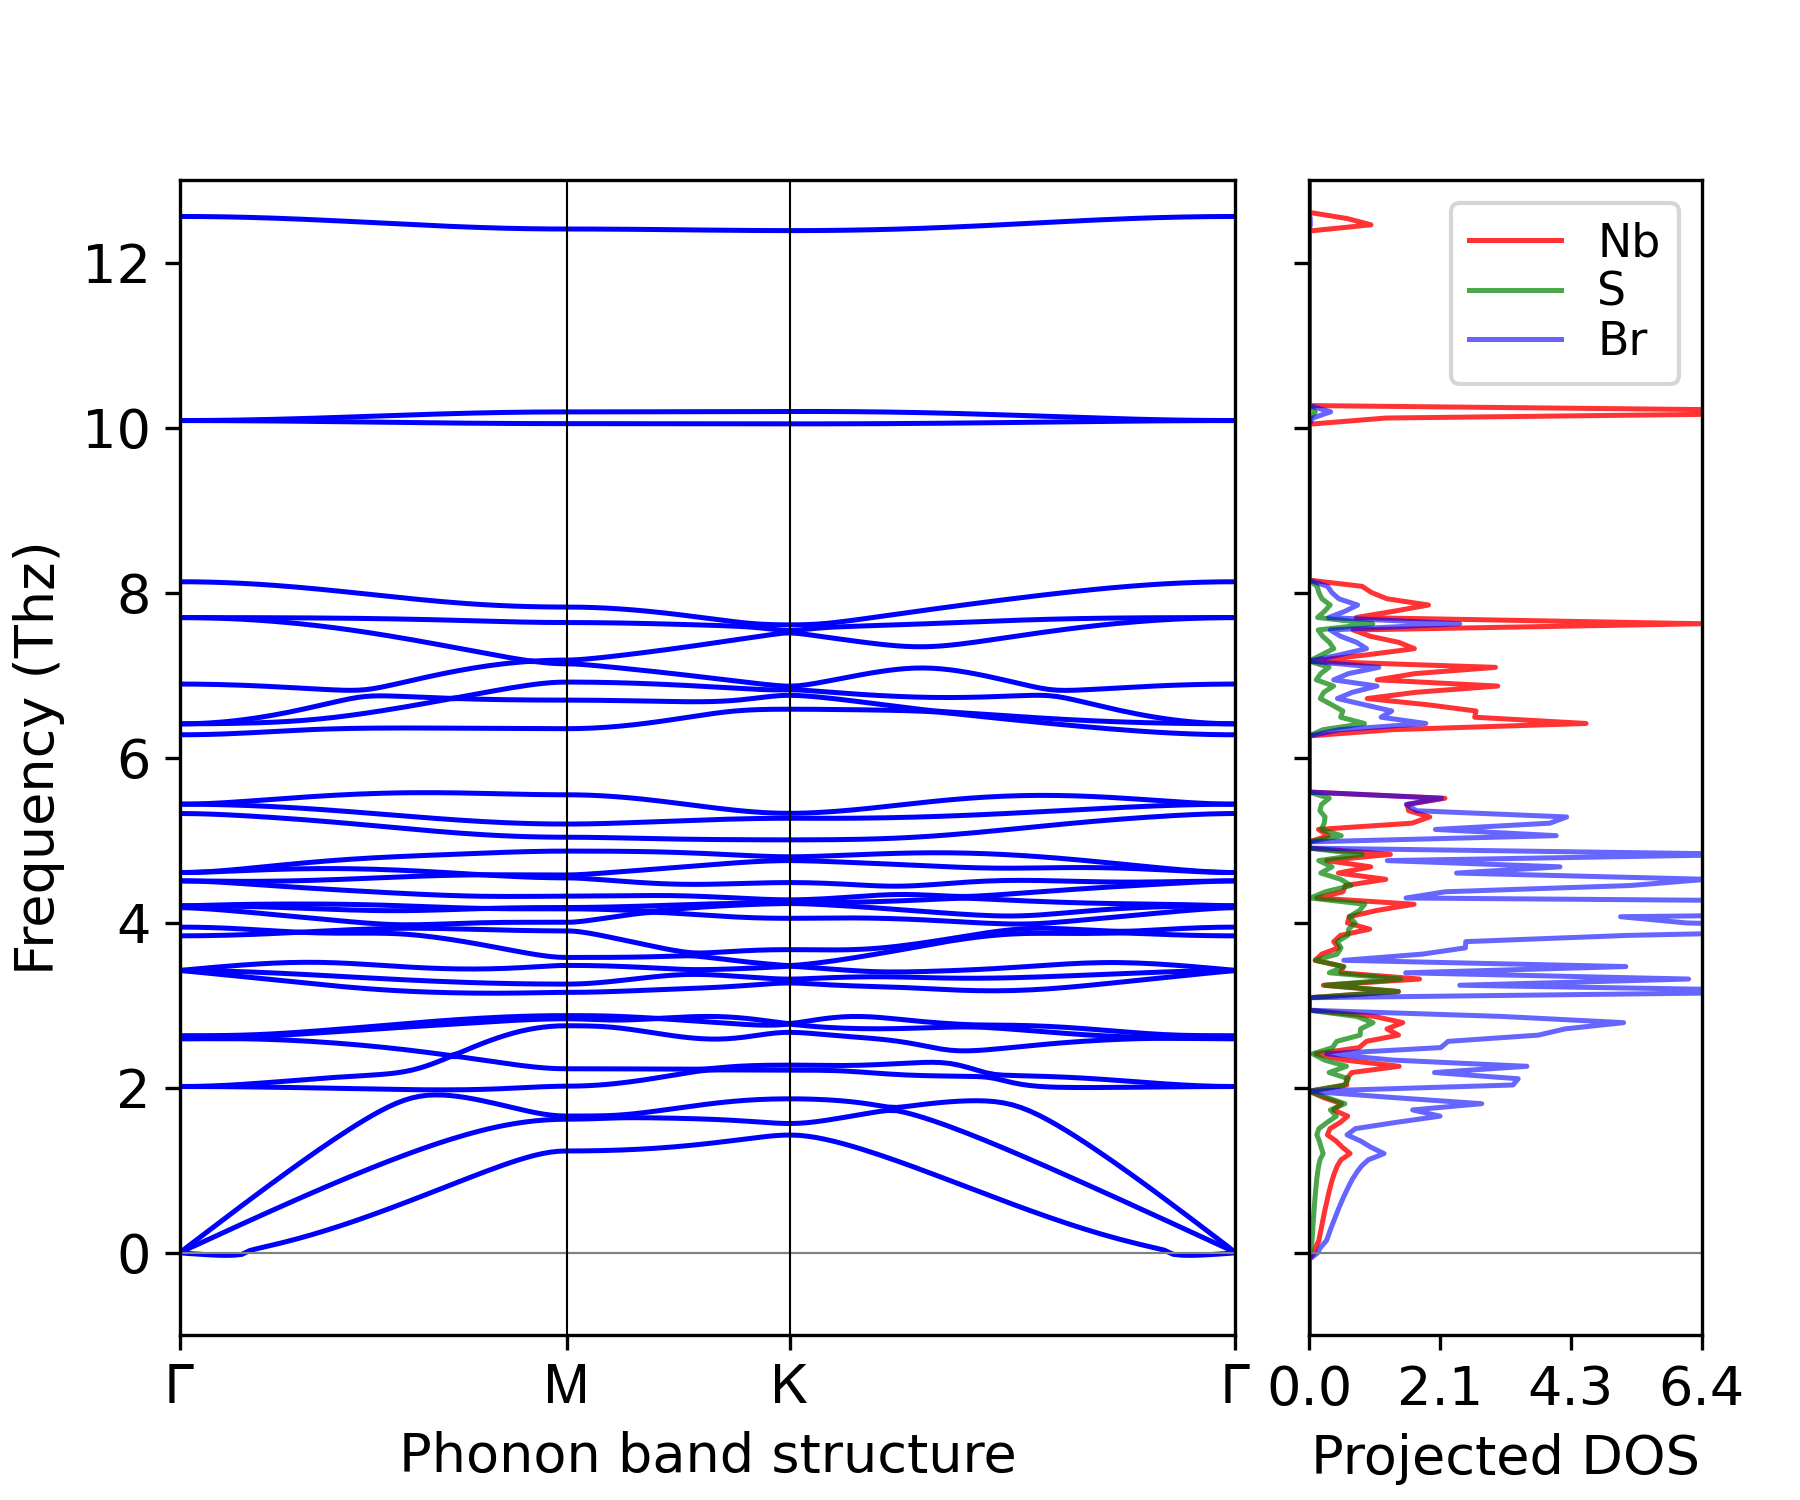 Frequency (Thz)
12
10
8
6
4
2
0
Γ M K Γ
Phonon band structure
Nb
S
Br
0.0 2.1 4.3 6.4
Projected DOS